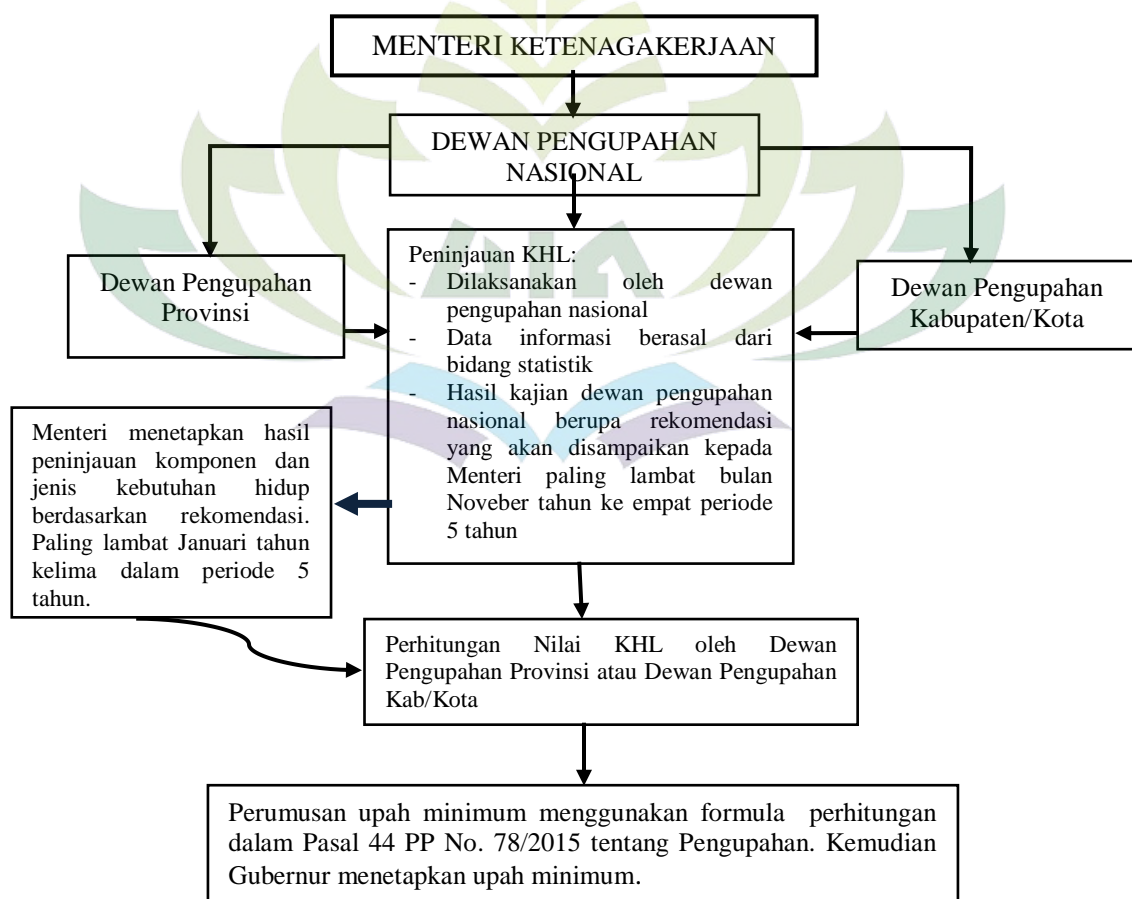 MENTERI KETENAGAKERJAAN
DEWAN PENGUPAHAN
NASIONAL
Dewan Pengupahan
Provinsi
Peninjauan KHL:
- Dilaksanakan oleh dewan
pengupahan nasional
- Data informasi berasal dari
bidang statistik
- Hasil kajian dewan pengupahan
nasional berupa rekomendasi
yang akan disampaikan kepada
Menteri paling lambat bulan
Noveber tahun ke empat periode
5 tahun
Dewan Pengupahan
Kabupaten/Kota
Menteri menetapkan hasil
peninjauan komponen dan
jenis kebutuhan hidup
berdasarkan rekomendasi.
Paling lambat Januari tahun
kelima dalam periode 5
tahun.
Perhitungan Nilai KHL oleh Dewan
Pengupahan Provinsi atau Dewan Pengupahan
Kab/Kota
Perumusan upah minimum menggunakan formula perhitungan
dalam Pasal 44 PP No. 78/2015 tentang Pengupahan. Kemudian
Gubernur menetapkan upah minimum.